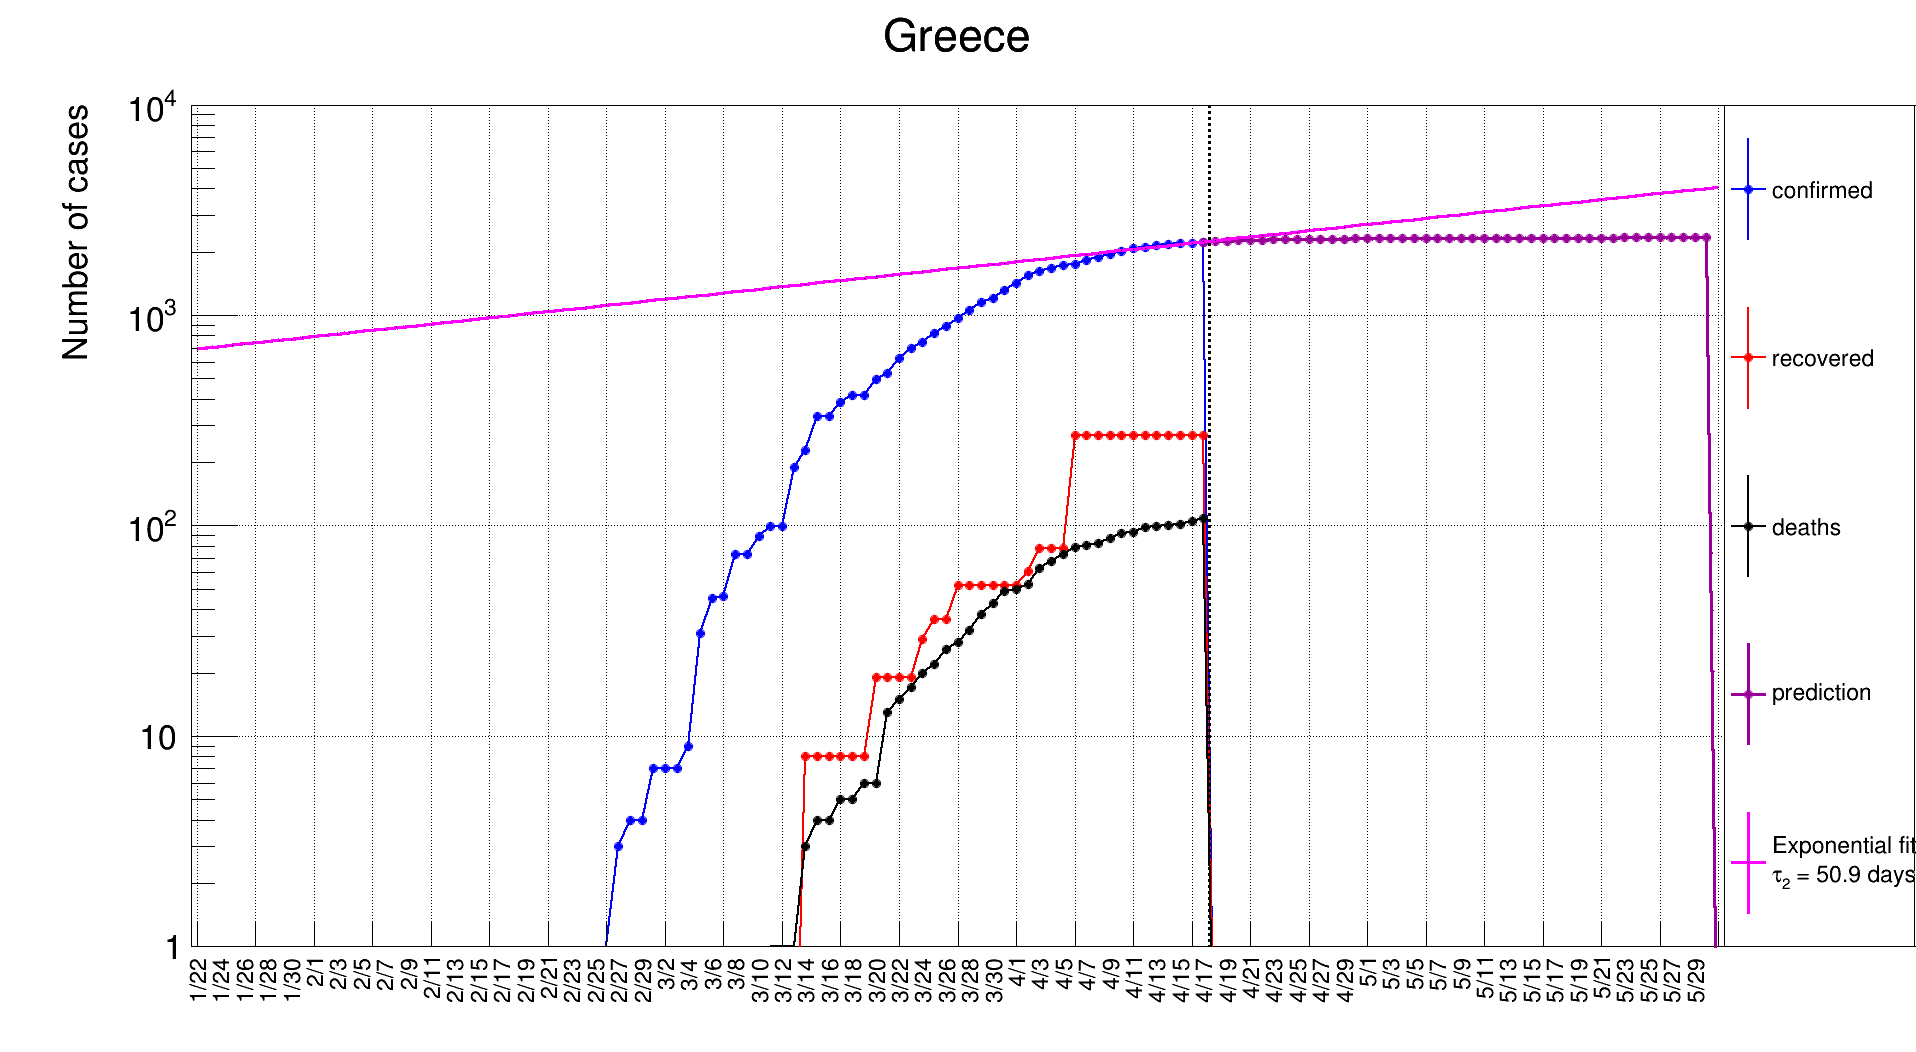 Greece
Number of cases
10⁴
10³
10²
10
1
1/22 1/24 1/26 1/28 1/30 2/1 2/3 2/5 2/7 2/9 2/11 2/13 2/15 2/17 2/19 2/21 2/23 2/25 2/27 2/29 3/2 3/4 3/6 3/8 3/10 3/12 3/14 3/16 3/18 3/20 3/22 3/24 3/26 3/28 3/30 4/1 4/3 4/5 4/7 4/9 4/11 4/13 4/15 4/17 4/19 4/21 4/23 4/25 4/27 4/29 5/1 5/3 5/5 5/7 5/9 5/11 5/13 5/15 5/17 5/19 5/21 5/23 5/25 5/27 5/29
confirmed
recovered
deaths
prediction
Exponential fit
τ₂ = 50.9 days